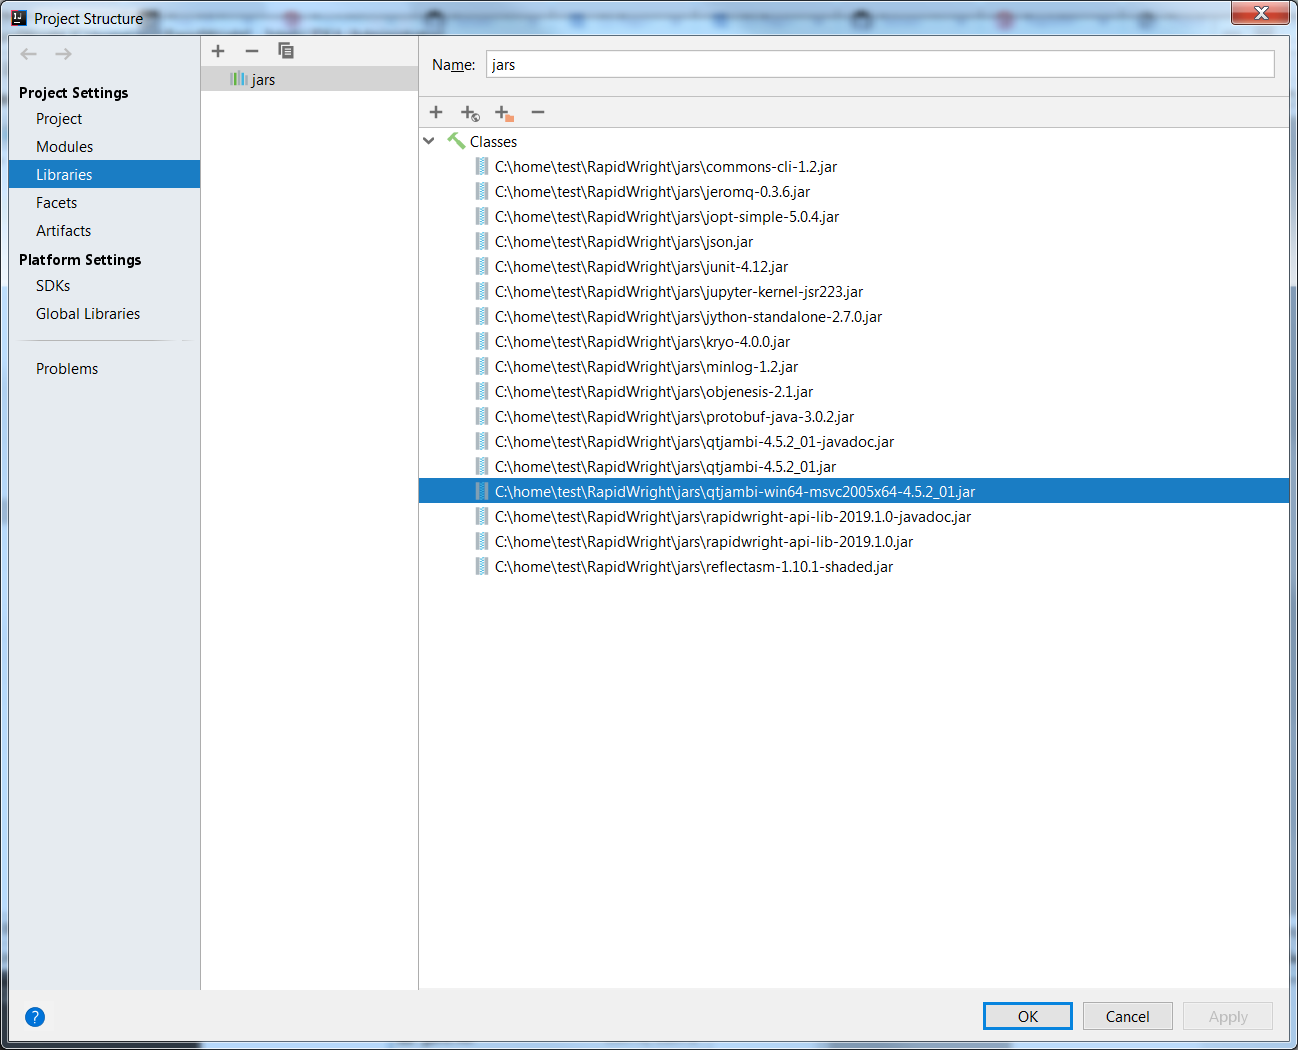 Project Structure
Project Settings
Project
Modules
Libraries
Facets
Artifacts
Platform Settings
SDKs
Global Libraries
Problems
jars
Name: jars
Classes
C:\home\test\RapidWright\jars\commons-cli-1.2.jar
C:\home\test\RapidWright\jars\jeromq-0.3.6.jar
C:\home\test\RapidWright\jars\jopt-simple-5.0.4.jar
C:\home\test\RapidWright\jars\json.jar
C:\home\test\RapidWright\jars\junit-4.12.jar
C:\home\test\RapidWright\jars\jupyter-kernel-jsr223.jar
C:\home\test\RapidWright\jars\jython-standalone-2.7.0.jar
C:\home\test\RapidWright\jars\kryo-4.0.0.jar
C:\home\test\RapidWright\jars\minlog-1.2.jar
C:\home\test\RapidWright\jars\objenesis-2.1.jar
C:\home\test\RapidWright\jars\protobuf-java-3.0.2.jar
C:\home\test\RapidWright\jars\qtjambi-4.5.2_01-javadoc.jar
C:\home\test\RapidWright\jars\qtjambi-4.5.2_01.jar
C:\home\test\RapidWright\jars\qtjambi-win64-msvc2005x64-4.5.2_01.jar
C:\home\test\RapidWright\jars\rapidwright-api-lib-2019.1.0-javadoc.jar
C:\home\test\RapidWright\jars\rapidwright-api-lib-2019.1.0.jar
C:\home\test\RapidWright\jars\reflectasm-1.10.1-shaded.jar
? OK Cancel Apply